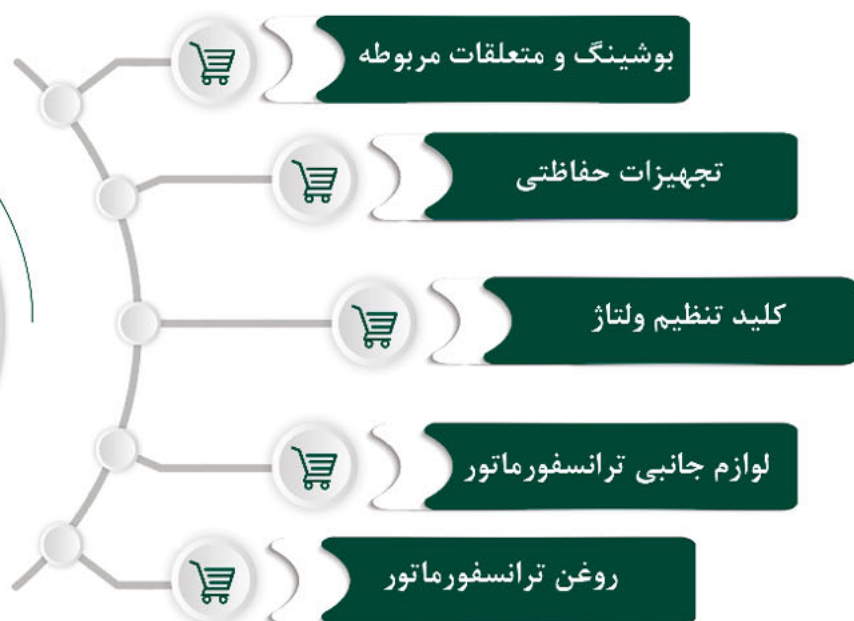 بوشینگ و متعلقات مربوطه
تجهیزات حفاظتی
کلید تنظیم ولتاژ
لوازم جانبی ترانسفورماتور
روغن ترانسفورماتور